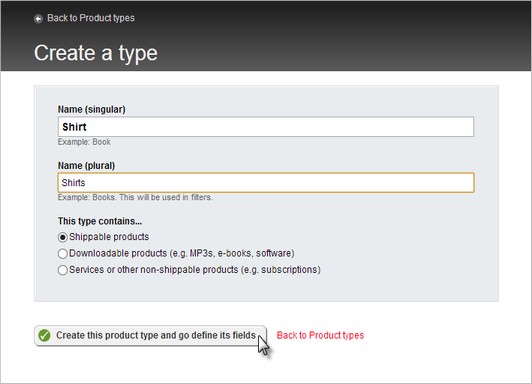 Back to Product types
Create a type
Name (singular)
Shirt
Example: Book
Name (plural)
Shirts
Example: Books. This will be used in filters.
This type contains...
Shippable products
Downloadable products (e.g. MP3s, e-books, software)
Services or other non-shippable products (e.g. subscriptions)
Create this product type and go define its fields Back to Product types